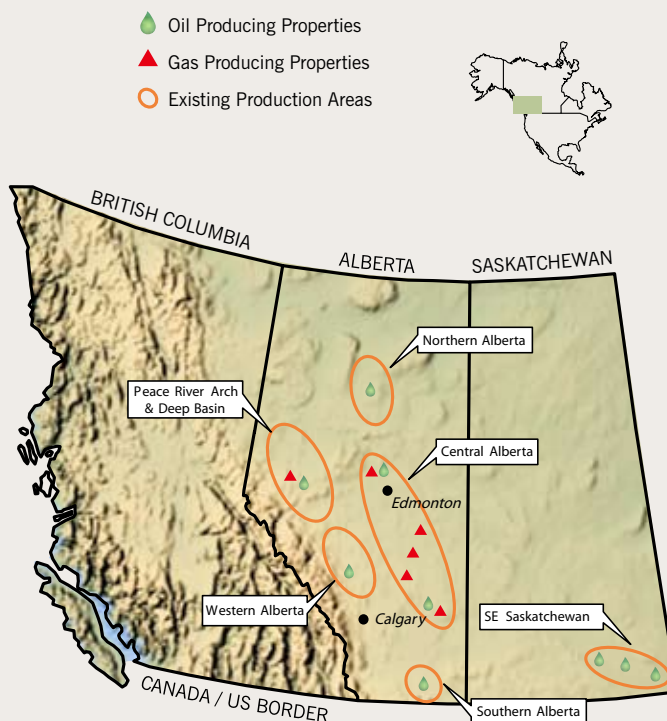 Oil Producing Properties
Gas Producing Properties
Existing Production Areas
BRITISH COLUMBIA
ALBERTA
SASKATCHEWAN
Northern Alberta
Peace River Arch
& Deep Basin
Central Alberta
Edmonton
Western Alberta
Calgary
SE Saskatchewan
CANADA / US BORDER
Southern Alberta